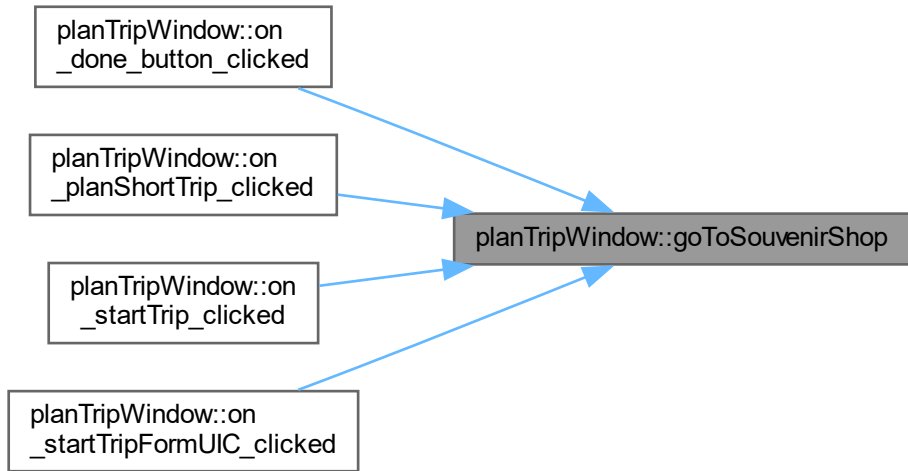 planTripWindow::on
_done_button_clicked
planTripWindow::on
_planShortTrip_clicked
planTripWindow::goToSouvenirShop
planTripWindow::on
_startTrip_clicked
planTripWindow::on
_startTripFormUIC_clicked